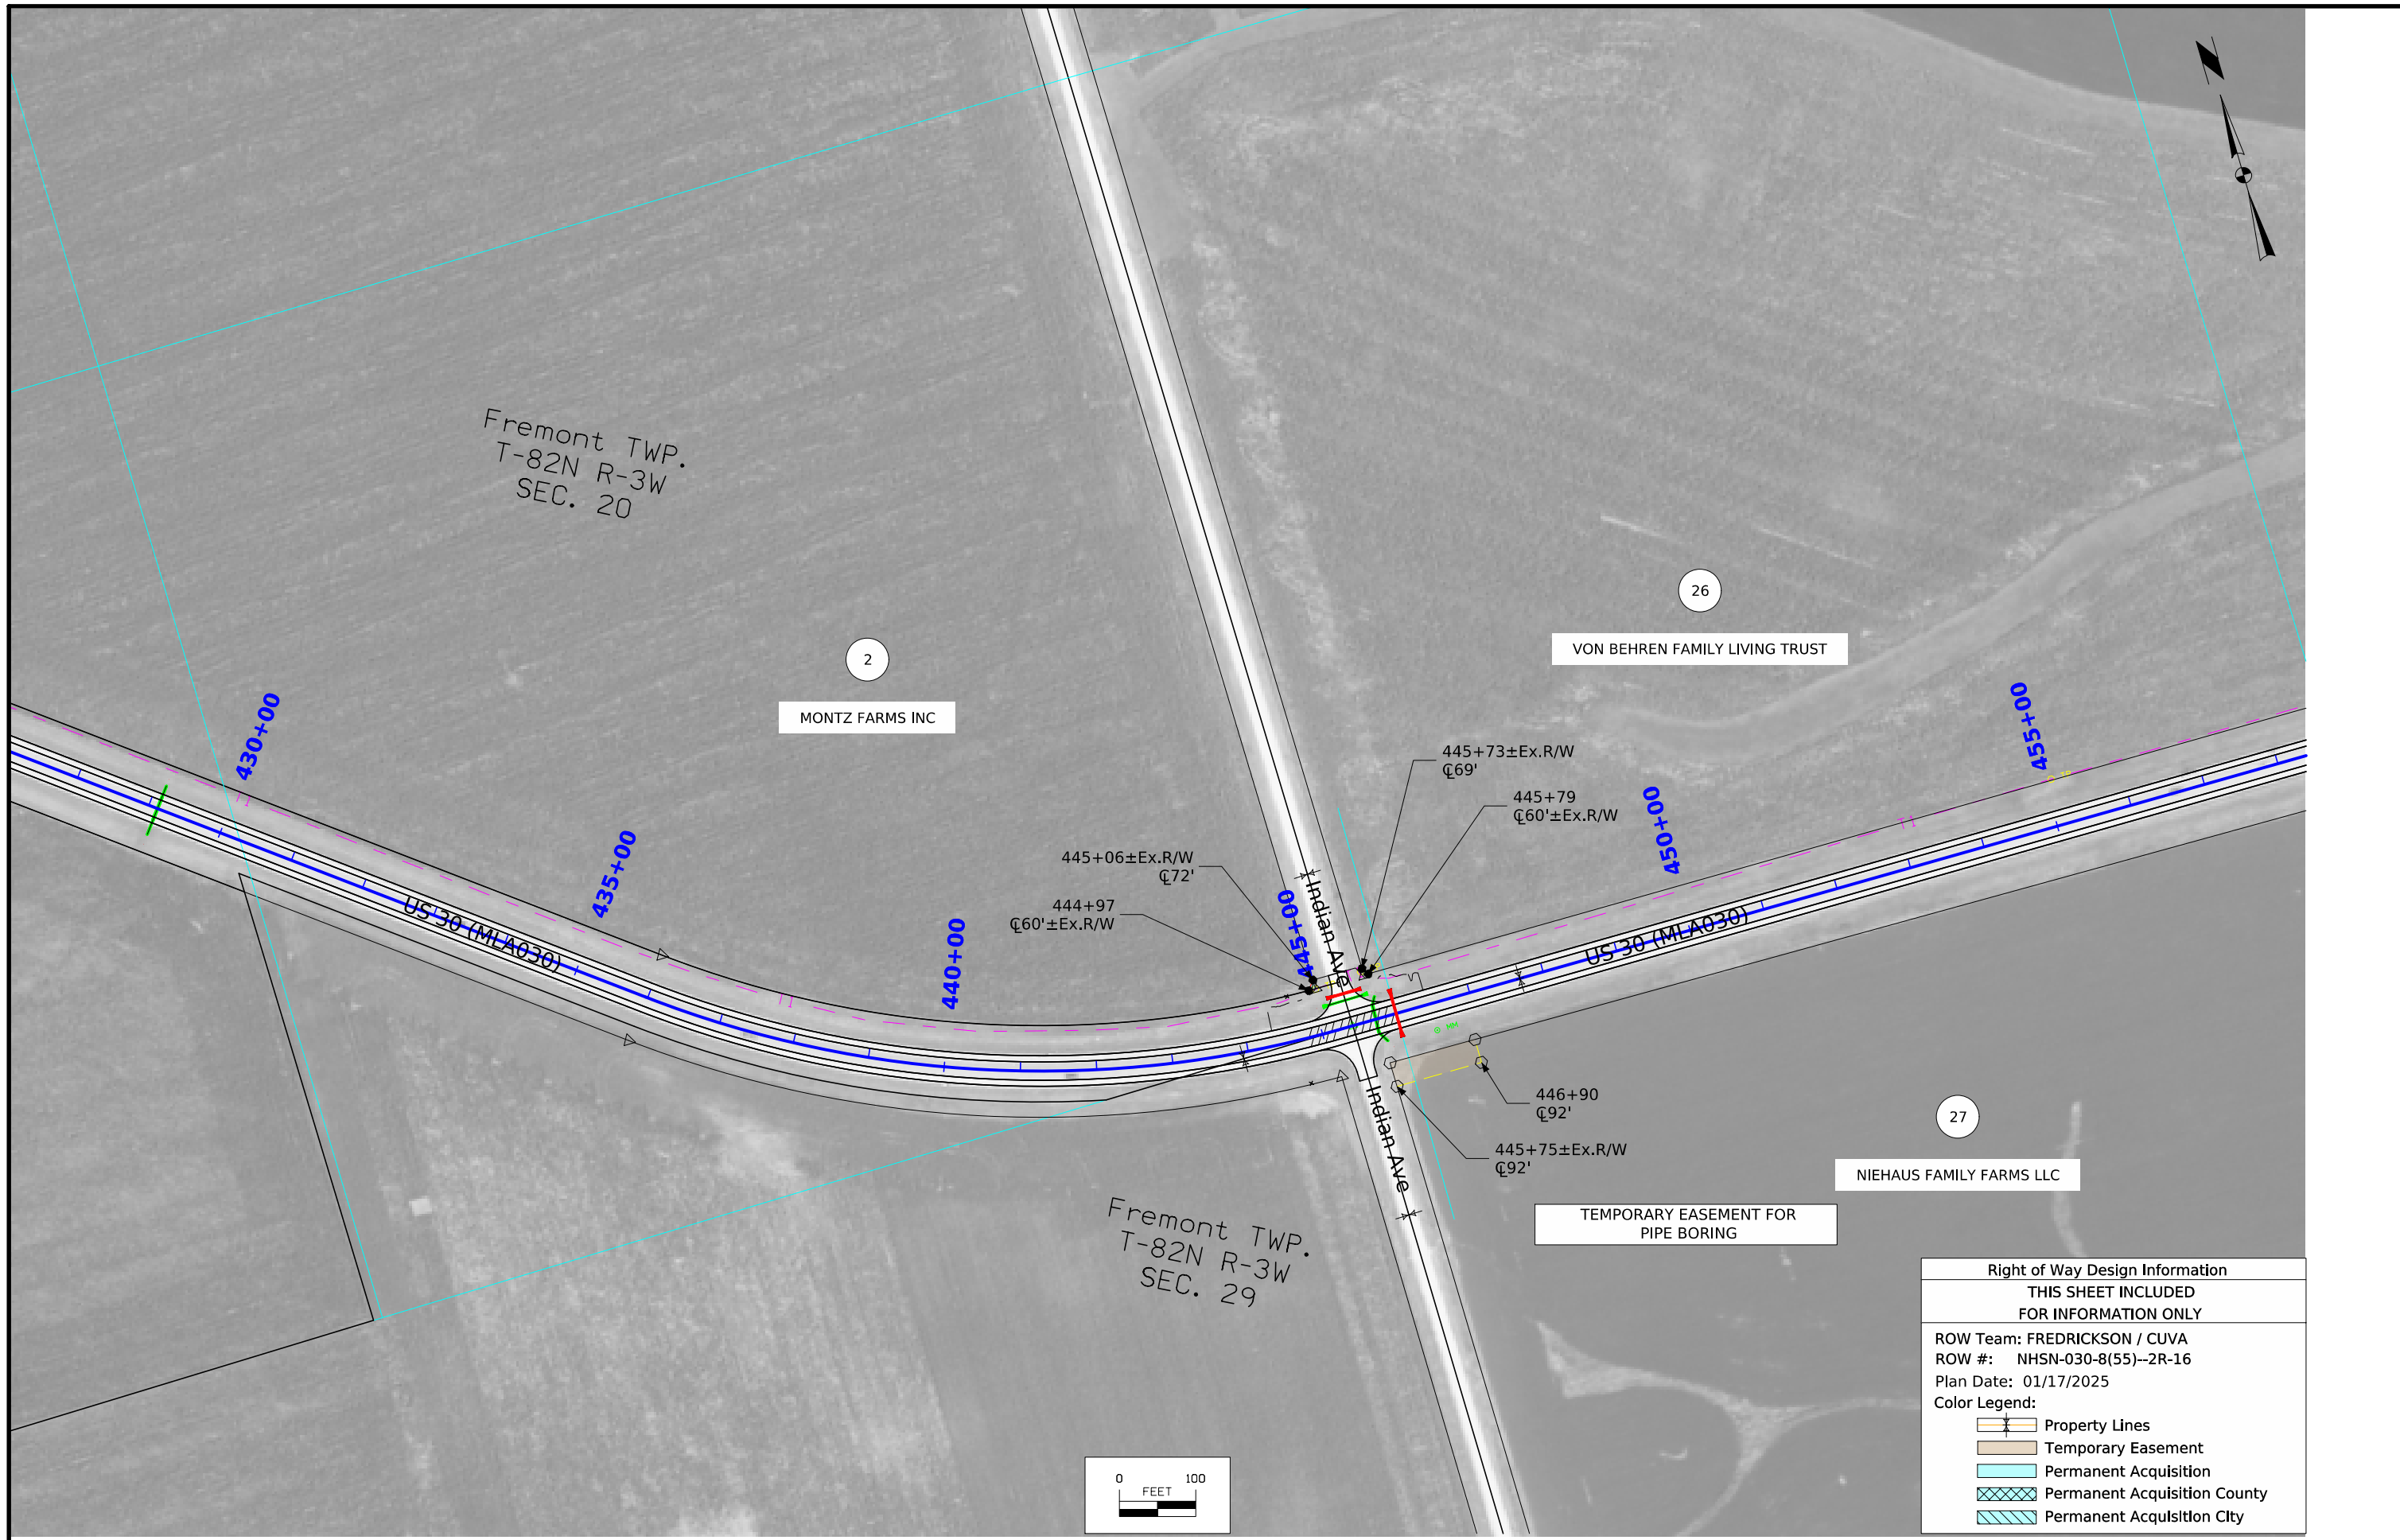 N
Fremont TWP.
T-82N R-3W
SEC. 20
26
VON BEHREN FAMILY LIVING TRUST
2
MONTZ FARMS INC
430+00
435+00
440+00
445+00
450+00
455+00
445+73±Ex.R/W
℄69'
445+79
℄60'±Ex.R/W
445+06±Ex.R/W
℄72'
444+97
℄60'±Ex.R/W
Indian Ave
US 30 (MLA030)
US 30 (MLA030)
T1
T1
T1
MM
446+90
℄92'
445+75±Ex.R/W
℄92'
Indian Ave
27
NIEHAUS FAMILY FARMS LLC
TEMPORARY EASEMENT FOR
PIPE BORING
Fremont TWP.
T-82N R-3W
SEC. 29
0 100
FEET
Right of Way Design Information
THIS SHEET INCLUDED
FOR INFORMATION ONLY
ROW Team: FREDRICKSON / CUVA
ROW #: NHSN-030-8(55)--2R-16
Plan Date: 01/17/2025
Color Legend:
Property Lines
Temporary Easement
Permanent Acquisition
Permanent Acquisition County
Permanent Acquisition City